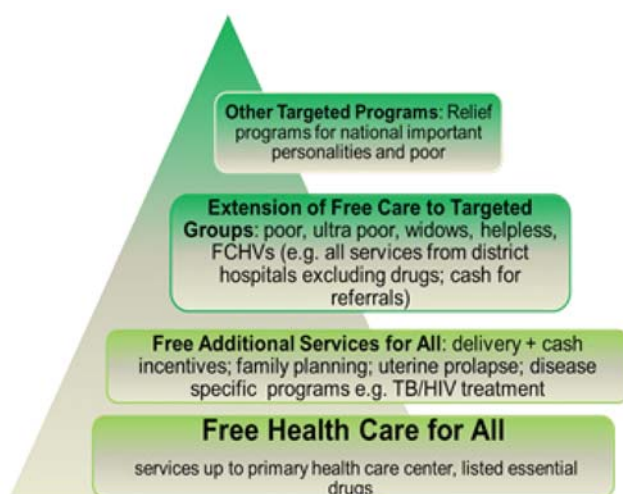 Other Targeted Programs: Relief
programs for national important
personalities and poor
Extension of Free Care to Targeted
Groups: poor, ultra poor, widows, helpless,
FCHVs (e.g. all services from district
hospitals excluding drugs; cash for
referrals)
Free Additional Services for All: delivery + cash
incentives; family planning; uterine prolapse; disease
specific programs e.g. TB/HIV treatment
Free Health Care for All
services up to primary health care center, listed essential
drugs